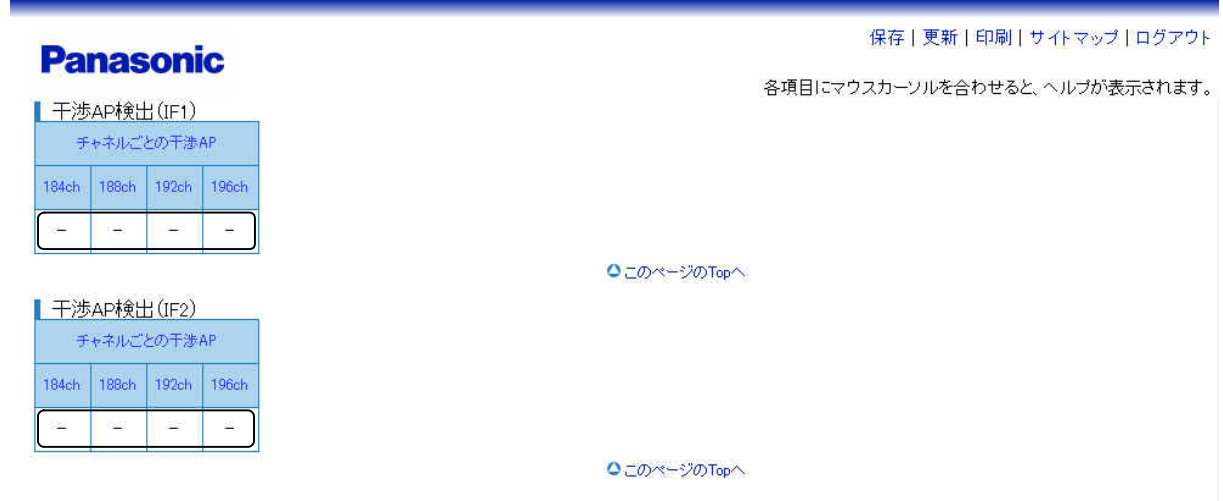 保存 | 更新 | 印刷 | サイトマップ | ログアウト
Panasonic
各項目にマウスカーソルを合わせると、ヘルプが表示されます。
干渉AP検出(IF1)
チャネルごとの干渉AP
184ch 188ch 192ch 196ch
- - - -
このページのTopへ
干渉AP検出(IF2)
チャネルごとの干渉AP
184ch 188ch 192ch 196ch
- - - -
このページのTopへ